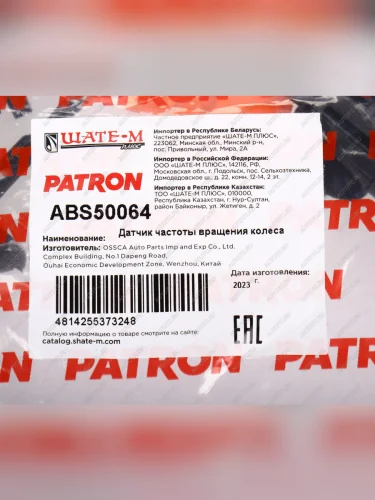 ШАТЕ-М
ПЛЮС
Импортер в Республики Беларусь:
Частное предприятие «ШАТЕ-М ПЛЮС»,
223062, Минская обл., Минский р-н,
пос. Привольный, ул. Мира, 2А
Импортер в Российской Федерации:
ООО «ШАТЕ-М ПЛЮС», 142116, РФ,
Московская обл., г. Подольск, пос. Сельхозтехника,
Домодедовское ш., д. 22, комн. 12-14, 2 эт.
Импортер в Республики Казахстан:
ТОО «ШАТЕ-М ПЛЮС», 010000,
Республика Казахстан, г. Нур-Султан,
район Байконыр, ул. Жетиген, д. 2
PATRON
ABS50064
Датчик частоты вращения колеса
Наименование:
Изготовитель: OSSCA Auto Parts Imp and Exp Co., Ltd.
Complex Building, No.1 Dapeng Road,
Ouhai Economic Development Zone, Wenzhou, Китай
Дата изготовления:
2023 г.
4814255373248
EAC
Полную информацию о товаре смотрите на сайте:
catalog.shate-m.com
PATRON
PATRON